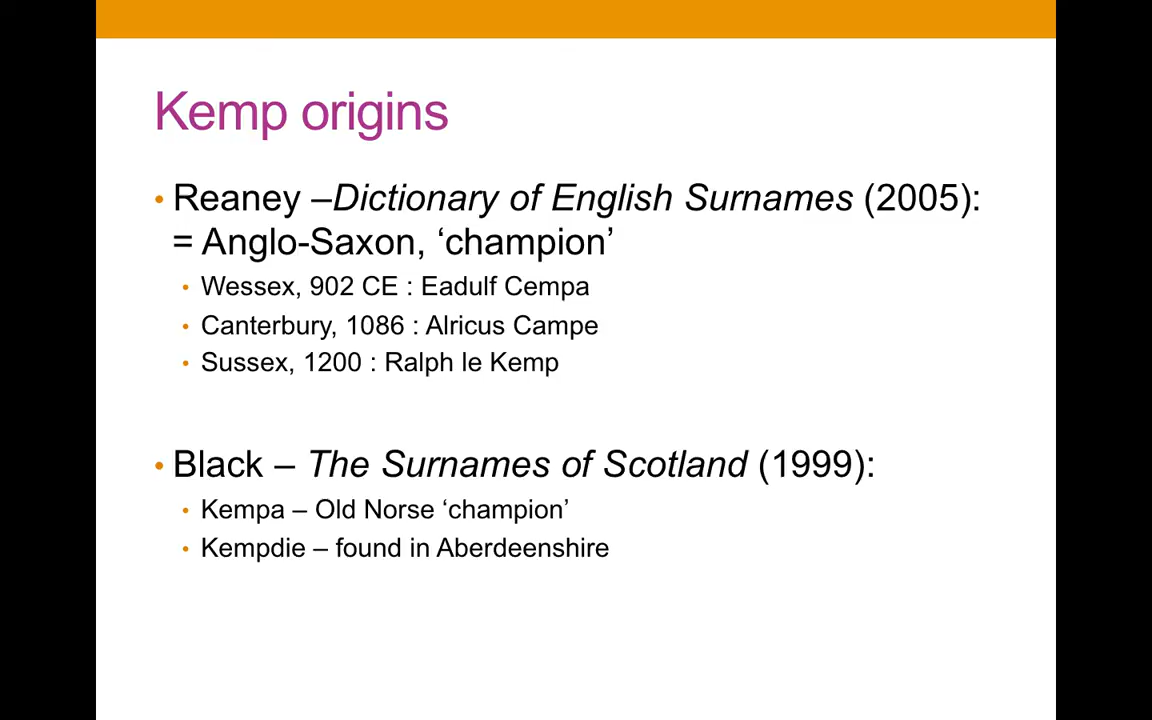 Kemp origins
• Reaney –Dictionary of English Surnames (2005):
= Anglo-Saxon, ‘champion’
• Wessex, 902 CE : Eadulf Cempa
• Canterbury, 1086 : Alricus Campe
• Sussex, 1200 : Ralph le Kemp
• Black – The Surnames of Scotland (1999):
• Kempa – Old Norse ‘champion’
• Kempdie – found in Aberdeenshire